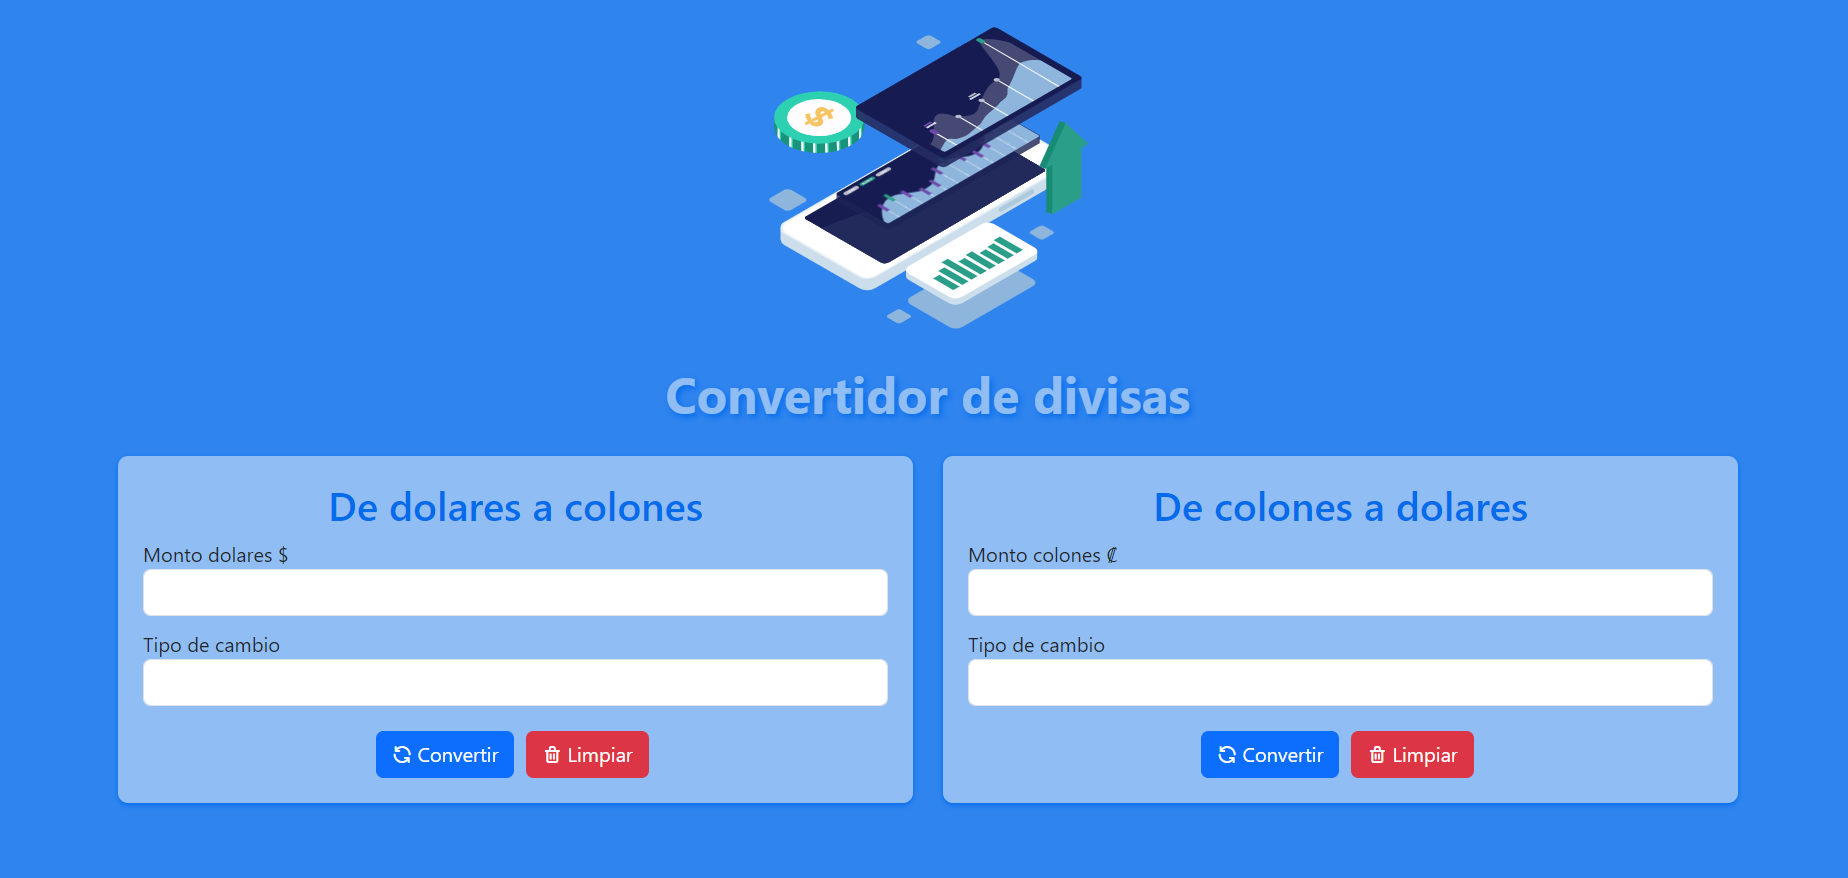 $
Convertidor de divisas
De dolares a colones
Monto dolares $
Tipo de cambio
Convertir
Limpiar
De colones a dolares
Monto colones ₡
Tipo de cambio
Convertir
Limpiar